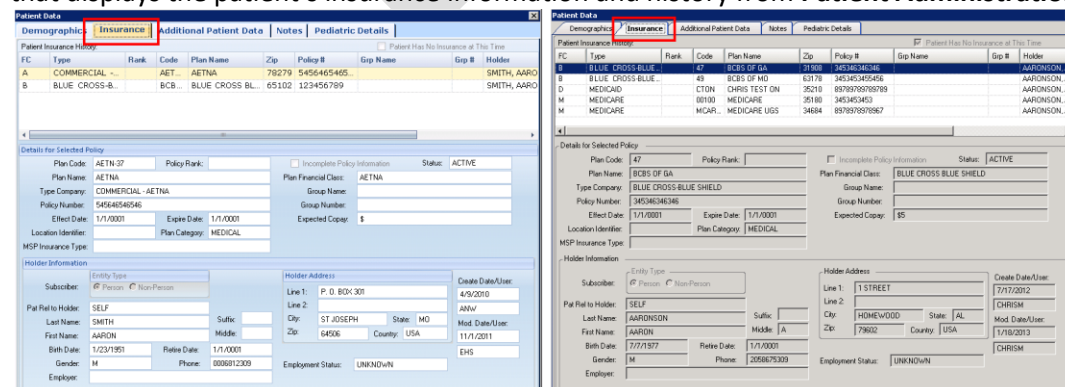 that displays the patient's insurance information and history from Patient Administration
Patient Data
Demographics Insurance Additional Patient Data Notes Pediatric Details
Patient Insurance History: Patient Has No Insurance at This Time
FC Type Rank Code Plan Name Zip Policy # Grp Name Grp # Holder
A COMMERCIAL -... AET... AETNA 78279 5456465465... SMITH, AARO
B BLUE CROSS-B... BCB... BLUE CROSS BL... 65102 123456789 SMITH, AARO
Details for Selected Policy
Plan Code: AETN-37 Policy Rank: Incomplete Policy Information Status: ACTIVE
Plan Name: AETNA Plan Financial Class: AETNA
Type Company: COMMERCIAL - AETNA Group Name:
Policy Number: 545646546546 Group Number:
Effect Date: 1/1/0001 Expire Date: 1/1/0001 Expected Copay: $
Location Identifier: Plan Category: MEDICAL
MSP Insurance Type:
Holder Information
Entity Type Holder Address
Subscriber: Person Non-Person Line 1: P. O. BOX 301 Create Date/User:
4/9/2010
Line 2: ANW
Pat Rel to Holder: SELF City: ST JOSEPH State: MO
Last Name: SMITH Suffix: Zip: 64506 County: USA Mod. Date/User:
First Name: AARON Middle: 11/1/2011
Birth Date: 1/23/1951 Retire Date: 1/1/0001 EHS
Gender: M Phone: 0006812309 Employment Status: UNKNOWN
Employer:
Patient Data
Demographics Insurance Additional Patient Data Notes Pediatric Details
Patient Insurance History: Patient Has No Insurance at This Time
FC Type Rank Code Plan Name Zip Policy # Grp Name Grp # Holder
B BLUE CROSS-BLUE... 47 BCBS OF GA 31908 345346346346 AARONSON,
B BLUE CROSS-BLUE... 49 BCBS OF MO 63178 3453453455456 AARONSON,
D MEDICAID CTON CHRIS TEST ON 35210 89789789789789 AARONSON,
M MEDICARE 00100 MEDICARE 35180 3453453453 AARONSON,
M MEDICARE MCAR... MEDICARE UGS 34684 8978978978967 AARONSON,
Details for Selected Policy
Plan Code: 47 Policy Rank: Incomplete Policy Information Status: ACTIVE
Plan Name: BCBS OF GA Plan Financial Class: BLUE CROSS BLUE SHIELD
Type Company: BLUE CROSS-BLUE SHIELD Group Name:
Policy Number: 345346346346 Group Number:
Effect Date: 1/1/0001 Expire Date: 1/1/0001 Expected Copay: $5
Location Identifier: Plan Category: MEDICAL
MSP Insurance Type:
Holder Information
Entity Type Holder Address
Subscriber: Person Non-Person Line 1: 1 STREET Create Date/User:
7/17/2012
Line 2: CHRISM
Pat Rel to Holder: SELF City: HOMEWOOD State: AL
Last Name: AARONSON Suffix: Zip: 79602 County: USA Mod. Date/User:
First Name: AARON Middle: A 1/18/2013
Birth Date: 7/7/1977 Retire Date: 1/1/0001 CHRISM
Gender: M Phone: 2058675309 Employment Status: UNKNOWN
Employer: